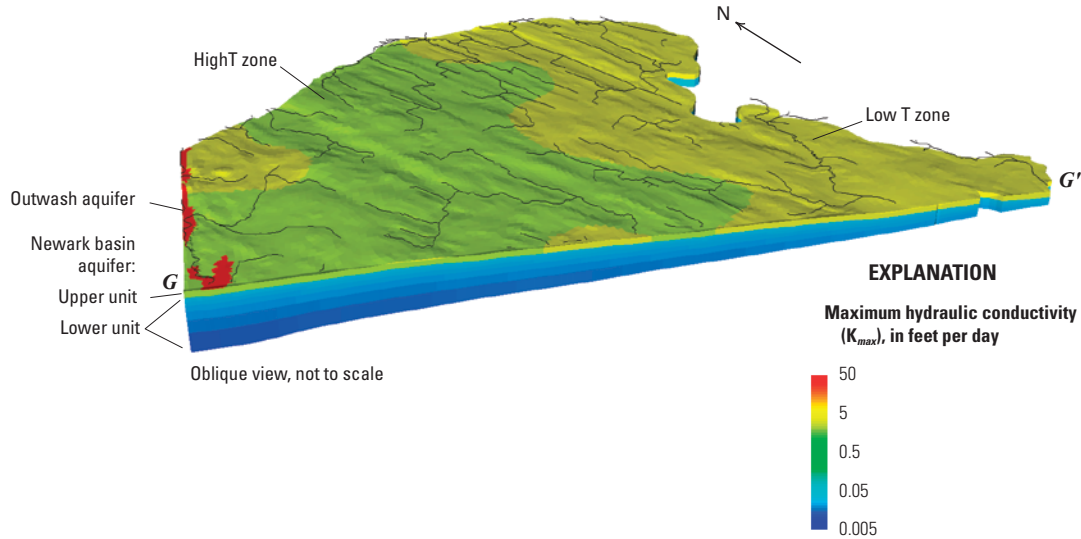 N
HighT zone
Low T zone
Outwash aquifer
G'
Newark basin
aquifer:
G
Upper unit
Lower unit
Oblique view, not to scale
EXPLANATION
Maximum hydraulic conductivity
(Kmax), in feet per day
50
5
0.5
0.05
0.005